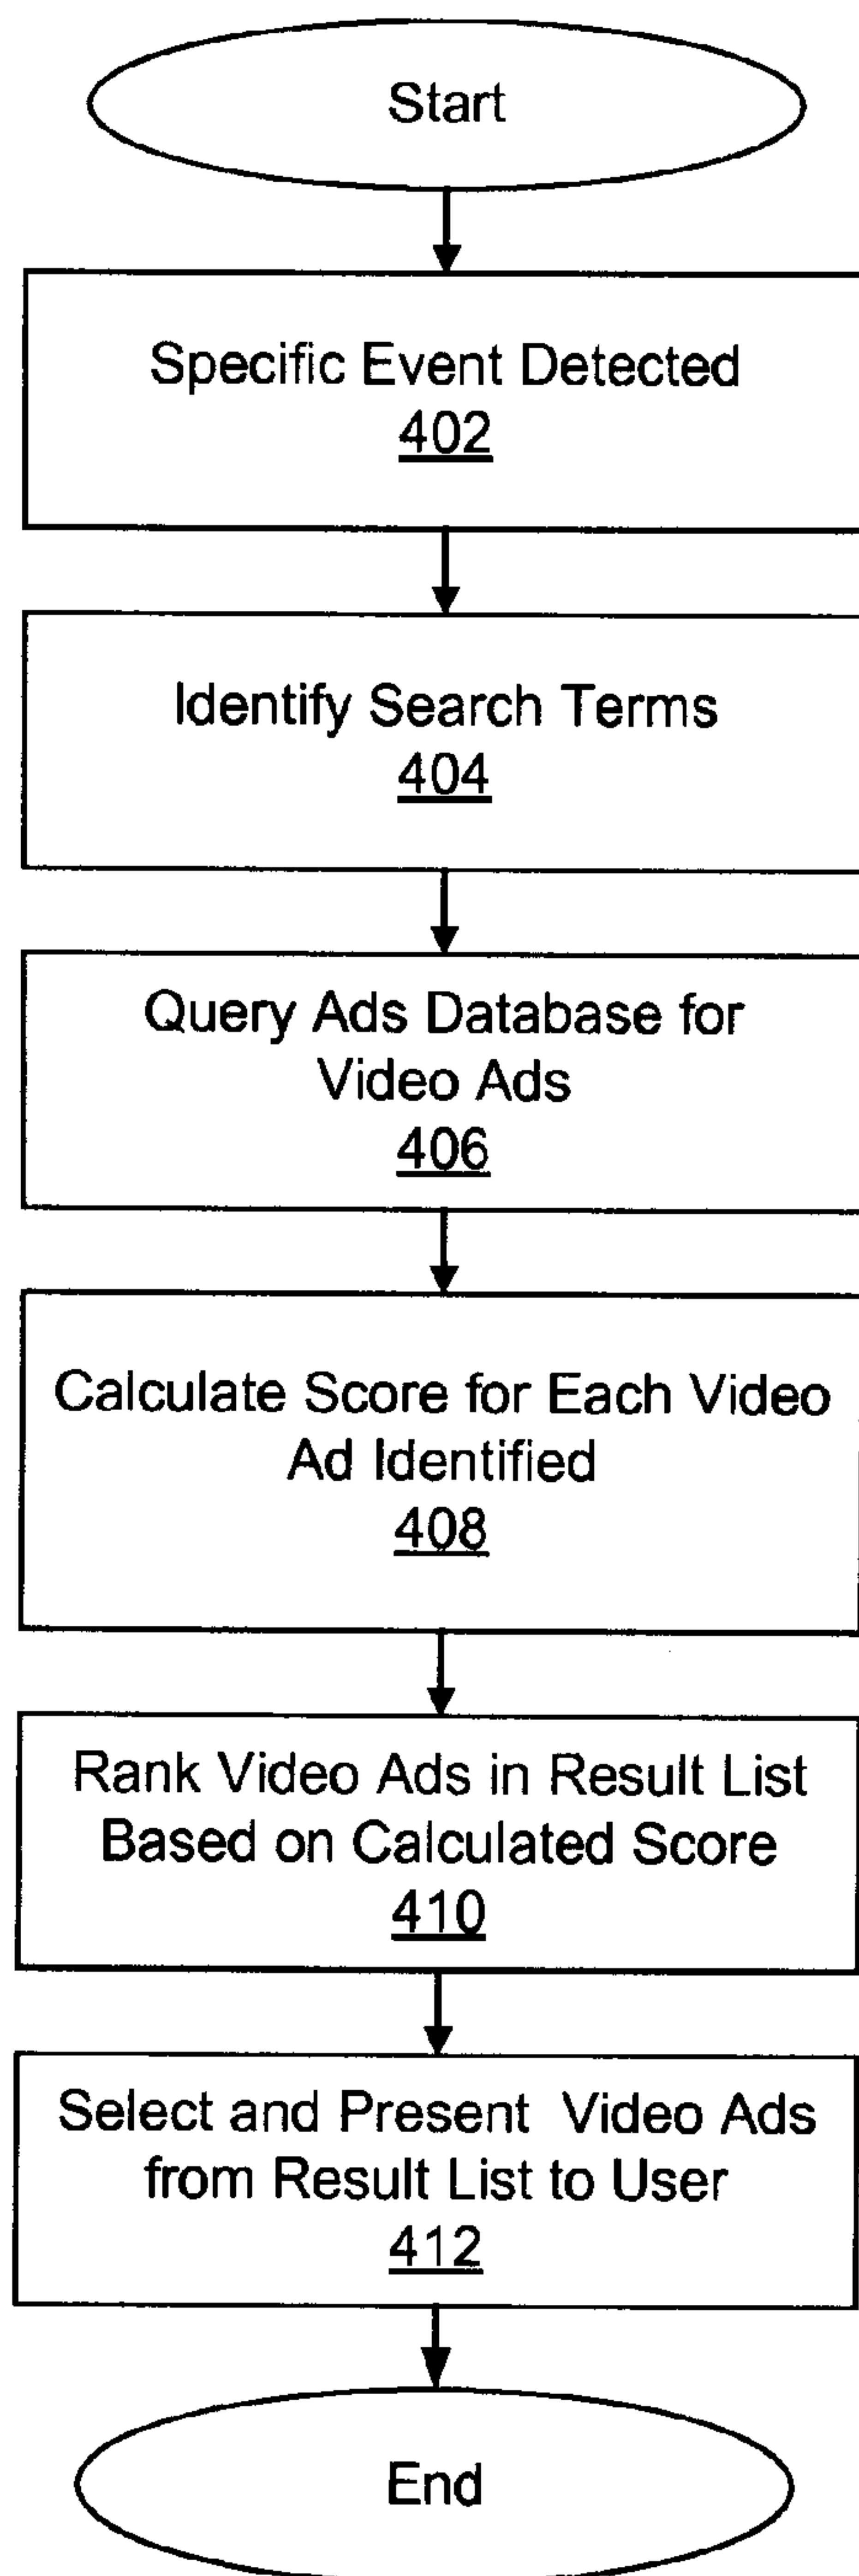 Start
Specific Event Detected
402
Identify Search Terms
404
Query Ads Database for
Video Ads
406
Calculate Score for Each Video
Ad Identified
408
Rank Video Ads in Result List
Based on Calculated Score
410
Select and Present Video Ads
from Result List to User
412
End